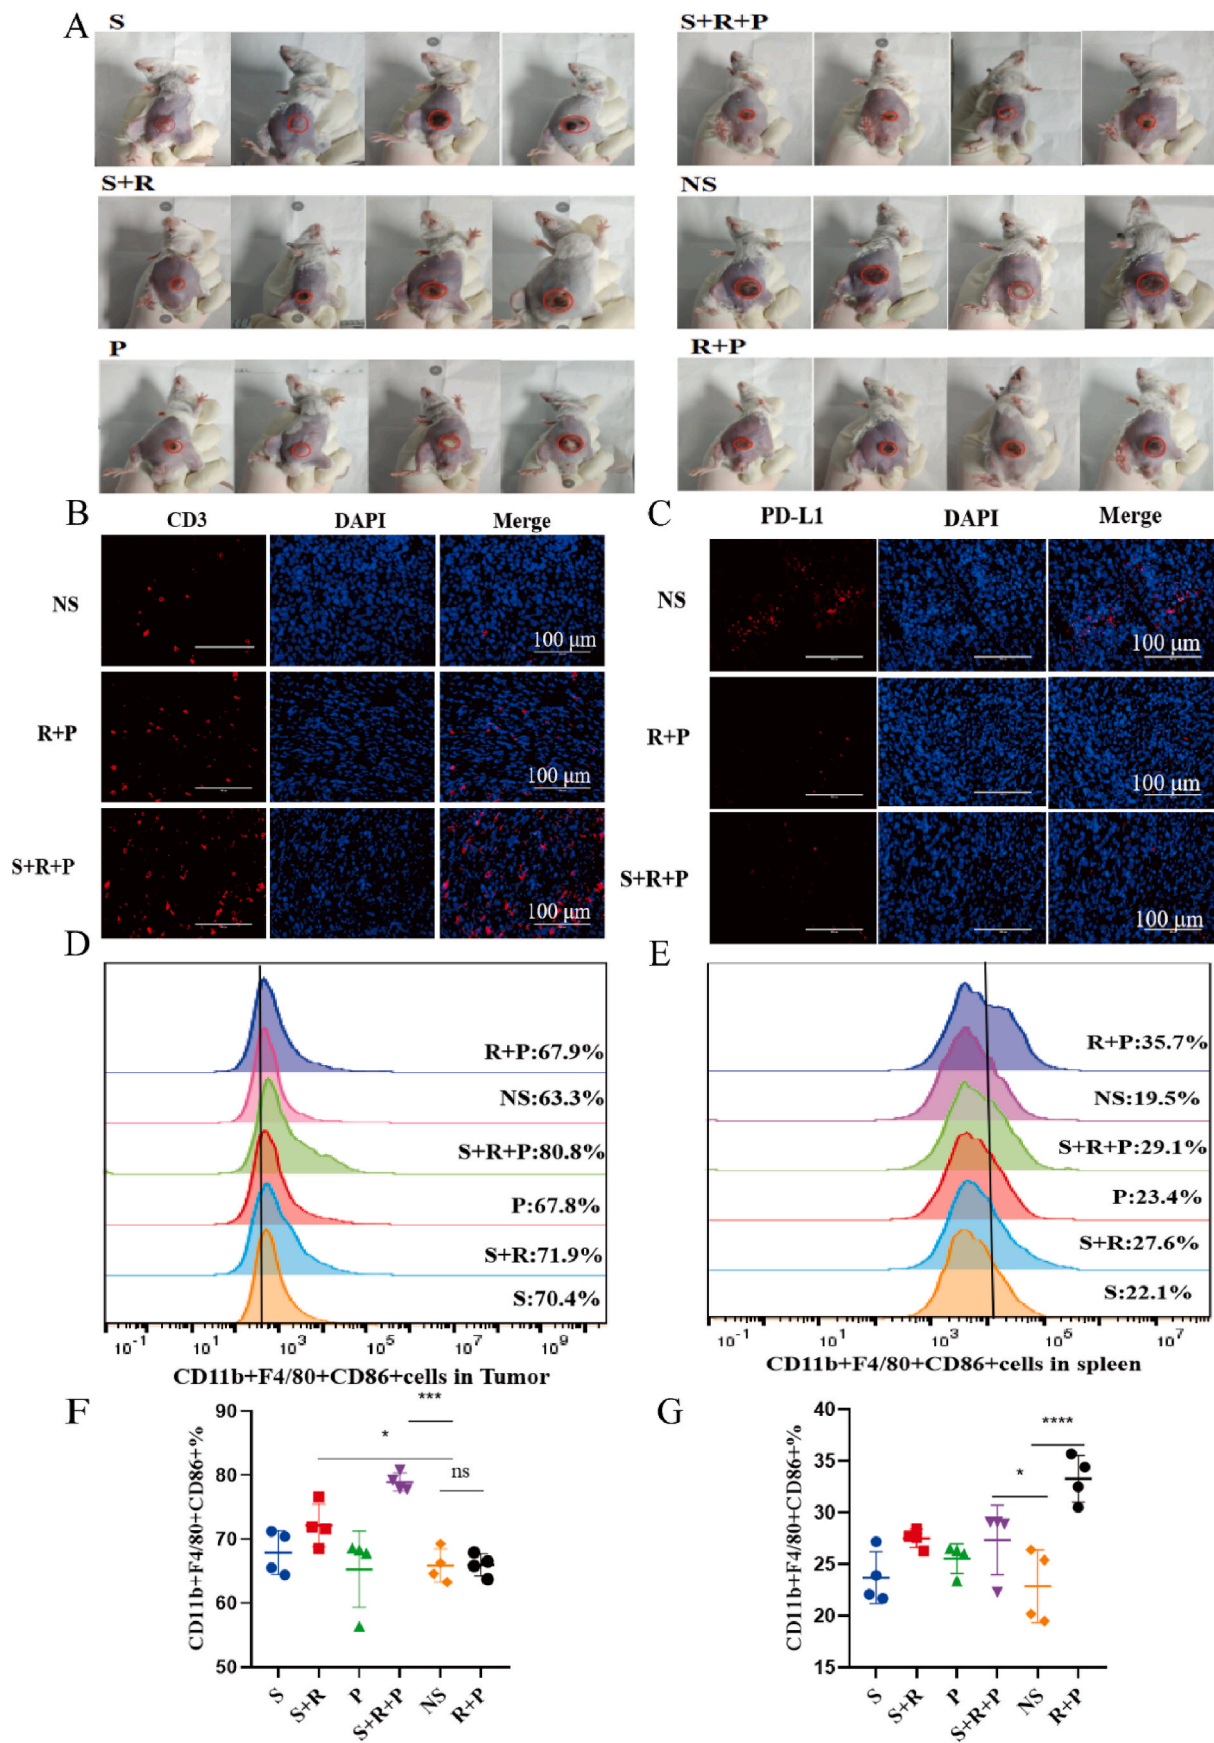 A
S
S+R+P
S+R
NS
P
R+P
B
CD3
DAPI
Merge
NS
100 μm
R+P
100 μm
S+R+P
100 μm
C
PD-L1
DAPI
Merge
NS
100 μm
R+P
100 μm
S+R+P
100 μm
D
R+P:67.9%
NS:63.3%
S+R+P:80.8%
P:67.8%
S+R:71.9%
S:70.4%
10-1
101
103
105
107
109
CD11b+F4/80+CD86+cells in Tumor
E
R+P:35.7%
NS:19.5%
S+R+P:29.1%
P:23.4%
S+R:27.6%
S:22.1%
10-1
101
103
105
107
CD11b+F4/80+CD86+cells in spleen
F
CD11b+F4/80+CD86+%
90
80
70
60
50
***
*
ns
S
S+R
P
S+R+P
NS
R+P
G
CD11b+F4/80+CD86+%
40
35
30
25
20
15
****
*
S
S+R
P
S+R+P
NS
R+P